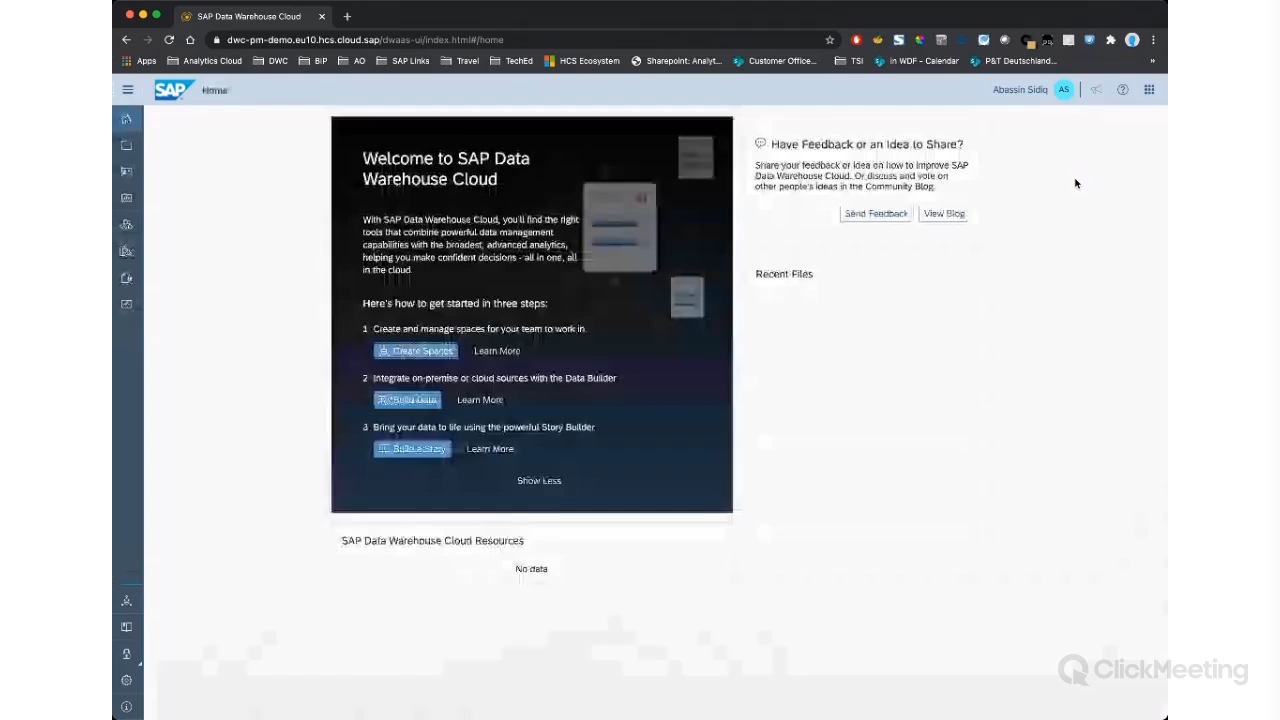 SAP Data Warehouse Cloud
dwc-pm-demo.eu10.hcs.cloud.sap/dwaas-ui/index.html#/home
Apps Analytics Cloud DWC BIP AO SAP Links Travel TechEd HCS Ecosystem Sharepoint: Analyt... Customer Office... TSI in WDF - Calendar P&T Deutschland...
SAP Home Abassin Sidiq AS
Welcome to SAP Data
Warehouse Cloud
With SAP Data Warehouse Cloud, you'll find the right
tools that combine powerful data management
capabilities with the broadest, advanced analytics,
helping you make confident decisions - all in one, all
in the cloud.
Here's how to get started in three steps:
1 Create and manage spaces for your team to work in.
Create Spaces Learn More
2 Integrate on-premise or cloud sources with the Data Builder
Build Data Learn More
3 Bring your data to life using the powerful Story Builder
Build a Story Learn More
Show Less
SAP Data Warehouse Cloud Resources
No data
Have Feedback or an Idea to Share?
Share your feedback or idea on how to improve SAP
Data Warehouse Cloud. Or discuss and vote on
other people's ideas in the Community Blog.
Send Feedback View Blog
Recent Files
ClickMeeting